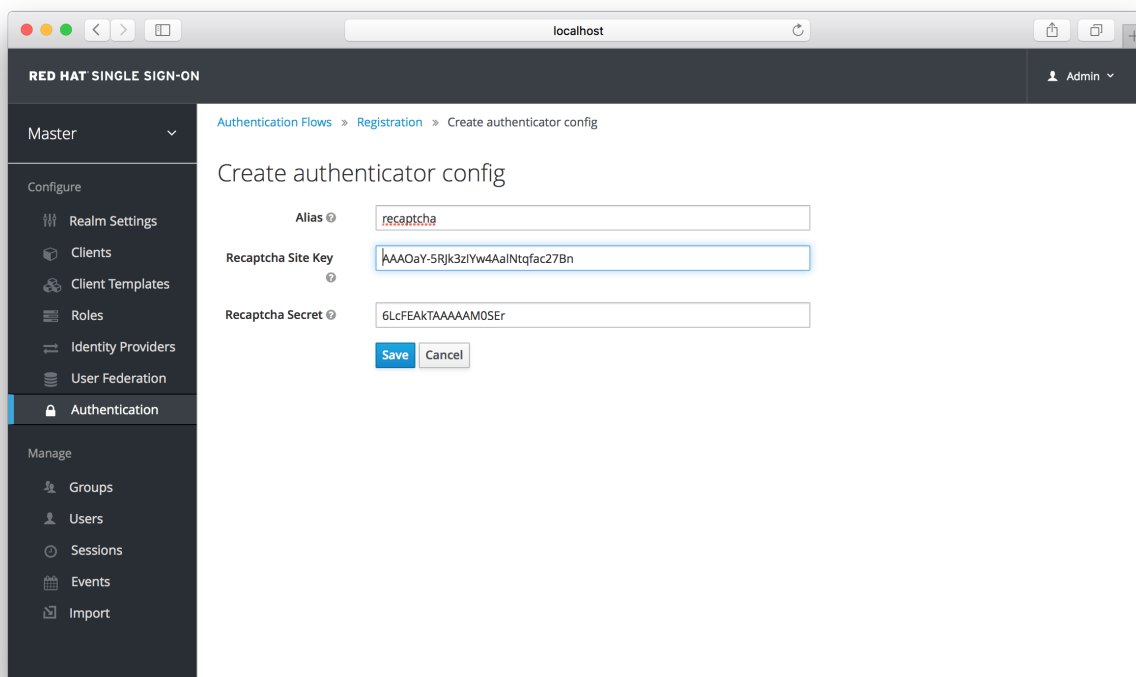 localhost
RED HAT SINGLE SIGN-ON
Admin
Master
Configure
Realm Settings
Clients
Client Templates
Roles
Identity Providers
User Federation
Authentication
Manage
Groups
Users
Sessions
Events
Import
Authentication Flows » Registration » Create authenticator config
Create authenticator config
Alias
recaptcha
Recaptcha Site Key
AAAOaY-5RJk3zIYw4AalNtqfac27Bn
Recaptcha Secret
6LcFEAkTAAAAAM0SEr
Save Cancel